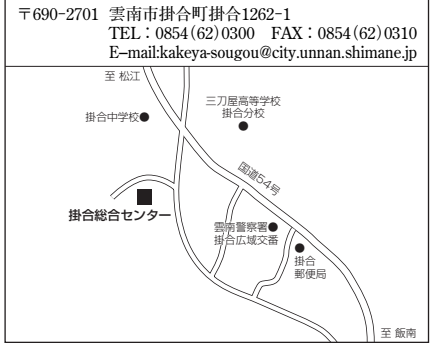 〒690-2701 雲南市掛合町掛合1262-1
TEL：0854(62)0300　FAX：0854(62)0310
E-mail:kakeya-sougou@city.unnan.shimane.jp
至 松江
三刀屋高等学校
掛合分校
掛合中学校
国道54号
掛合総合センター
雲南警察署
掛合広域交番
掛合
郵便局
至 飯南